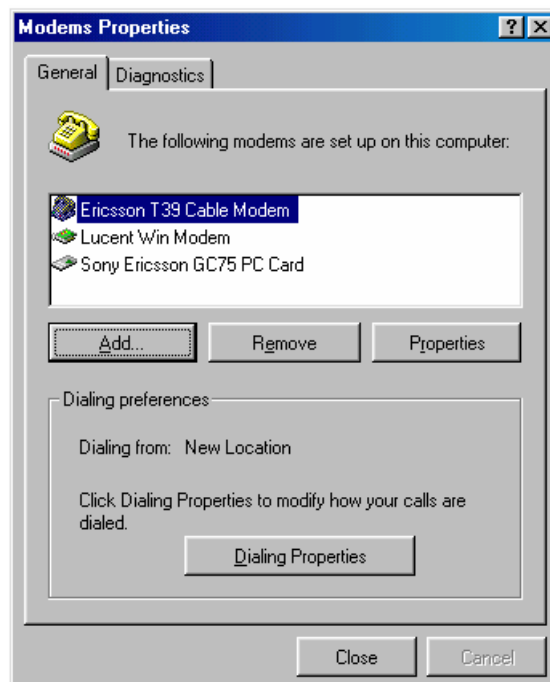 Modems Properties
General
Diagnostics
The following modems are set up on this computer:
Ericsson T39 Cable Modem
Lucent Win Modem
Sony Ericsson GC75 PC Card
Add...
Remove
Properties
Dialing preferences
Dialing from: New Location
Click Dialing Properties to modify how your calls are
dialed.
Dialing Properties
Close
Cancel